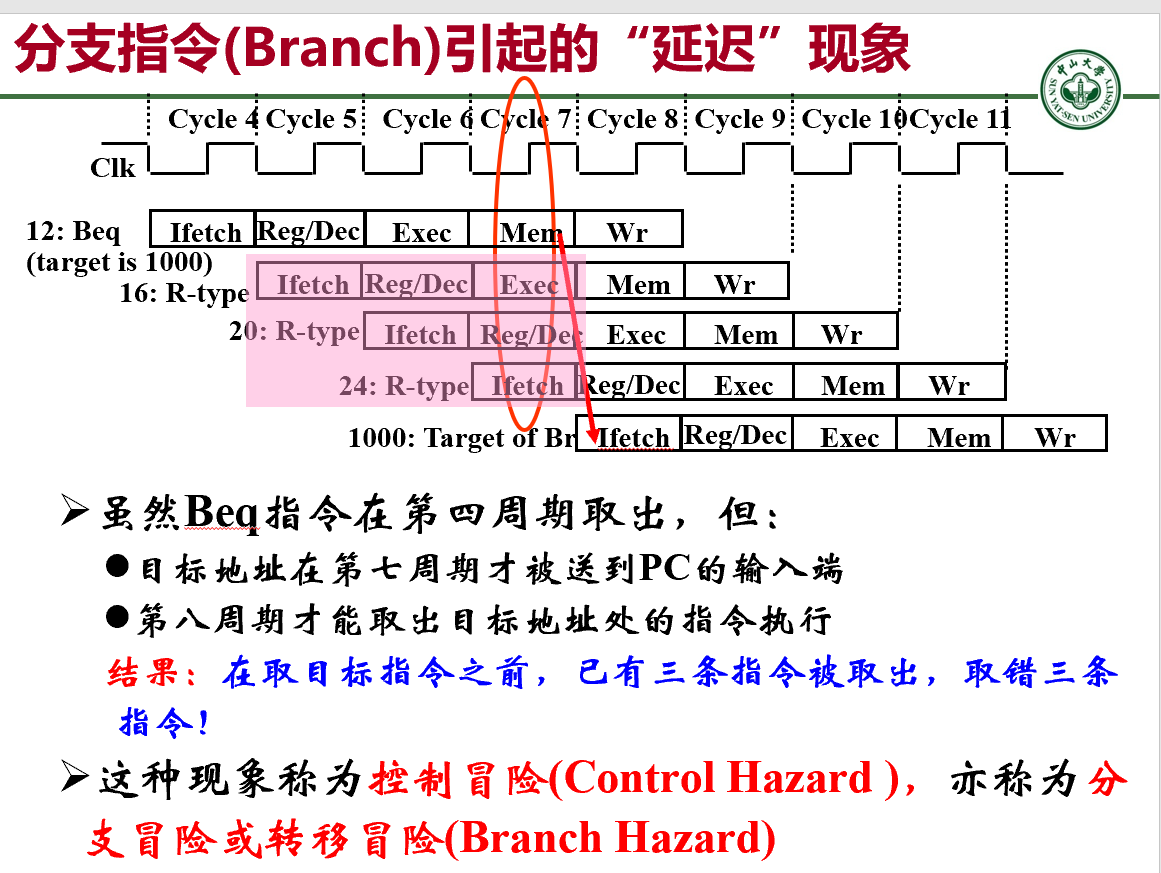 分支指令(Branch)引起的“延迟”现象
中山大学
SUN YAT-SEN UNIVERSITY
Cycle 4 Cycle 5 Cycle 6 Cycle 7 Cycle 8 Cycle 9 Cycle 10 Cycle 11
Clk
12: Beq Ifetch Reg/Dec Exec Mem Wr
(target is 1000)
16: R-type Ifetch Reg/Dec Exec Mem Wr
20: R-type Ifetch Reg/Dec Exec Mem Wr
24: R-type Ifetch Reg/Dec Exec Mem Wr
1000: Target of Br Ifetch Reg/Dec Exec Mem Wr
➢虽然Beq指令在第四周期取出，但：
●目标地址在第七周期才被送到PC的输入端
●第八周期才能取出目标地址处的指令执行
结果：在取目标指令之前，已有三条指令被取出，取错三条
指令！
➢这种现象称为控制冒险(Control Hazard )，亦称为分
支冒险或转移冒险(Branch Hazard)